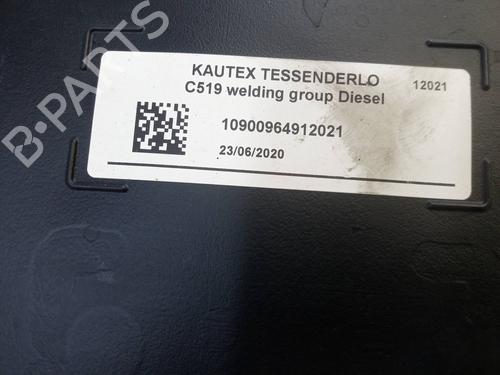 KAUTEX TESSENDERLO
12021
C519 welding group Diesel
10900964912021
23/06/2020
B-PARTS